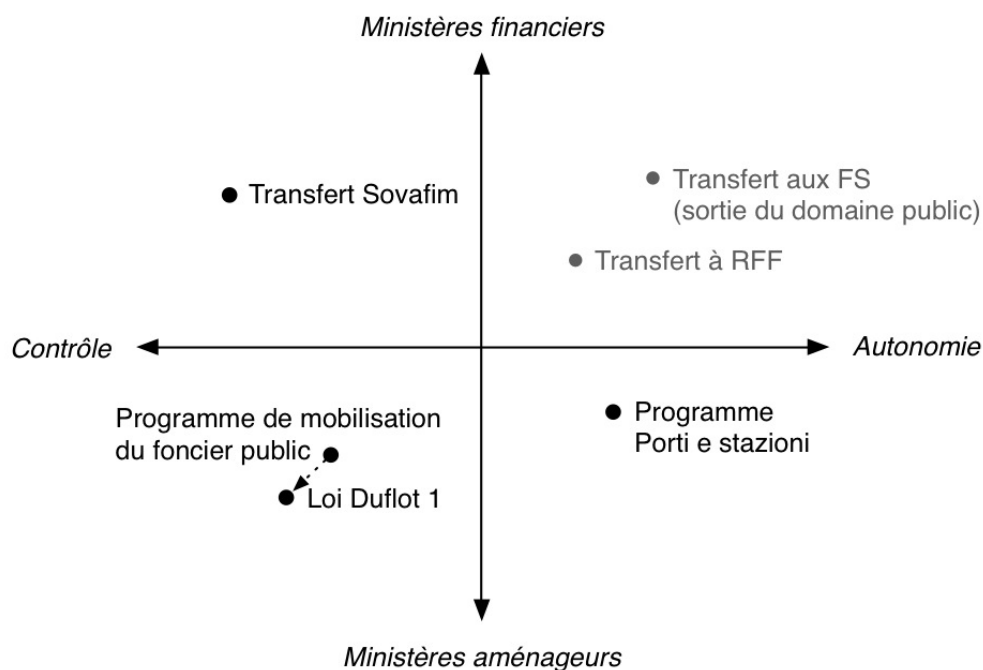 Ministères financiers
Transfert Sovafim
Transfert aux FS
(sortie du domaine public)
Transfert à RFF
Contrôle
Autonomie
Programme de mobilisation
du foncier public
Loi Duflot 1
Programme
Porti e stazioni
Ministères aménageurs